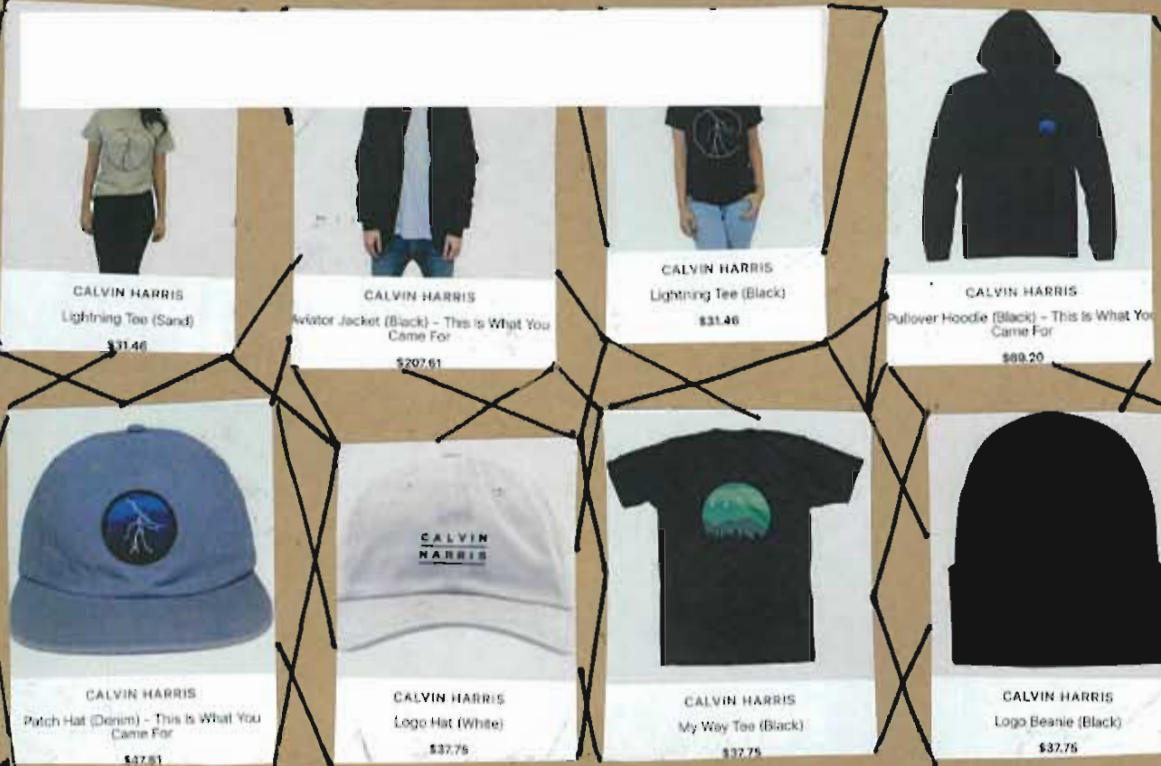 CALVIN HARRIS
Lightning Tee (Sand)
$31.46
CALVIN HARRIS
Aviator Jacket (Black) – This Is What You
Came For
$207.61
CALVIN HARRIS
Lightning Tee (Black)
$31.46
CALVIN HARRIS
Pullover Hoodie (Black) – This Is What You
Came For
$69.20
CALVIN
HARRIS
CALVIN HARRIS
Patch Hat (Denim) – This Is What You
Came For
$47.81
CALVIN HARRIS
Logo Hat (White)
$37.75
CALVIN HARRIS
My Way Tee (Black)
$37.75
CALVIN HARRIS
Logo Beanie (Black)
$37.75